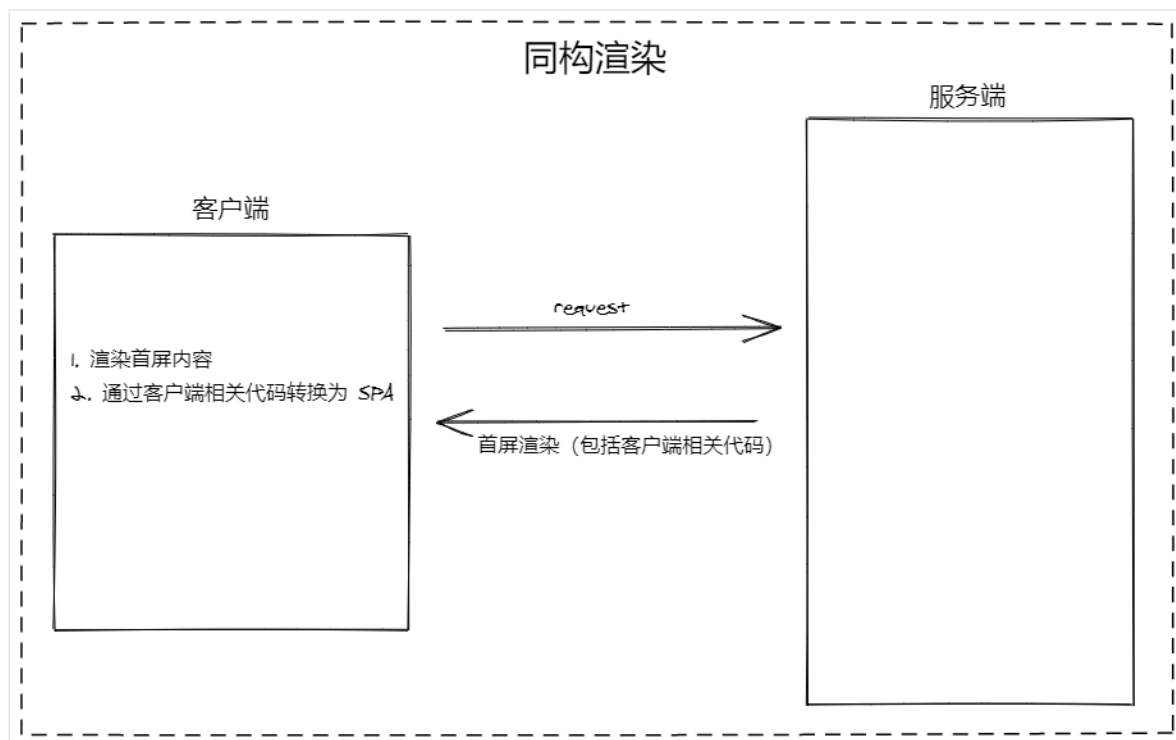 同构渲染
服务端
客户端
request
1. 渲染首屏内容
2. 通过客户端相关代码转换为 SPA
首屏渲染（包括客户端相关代码）